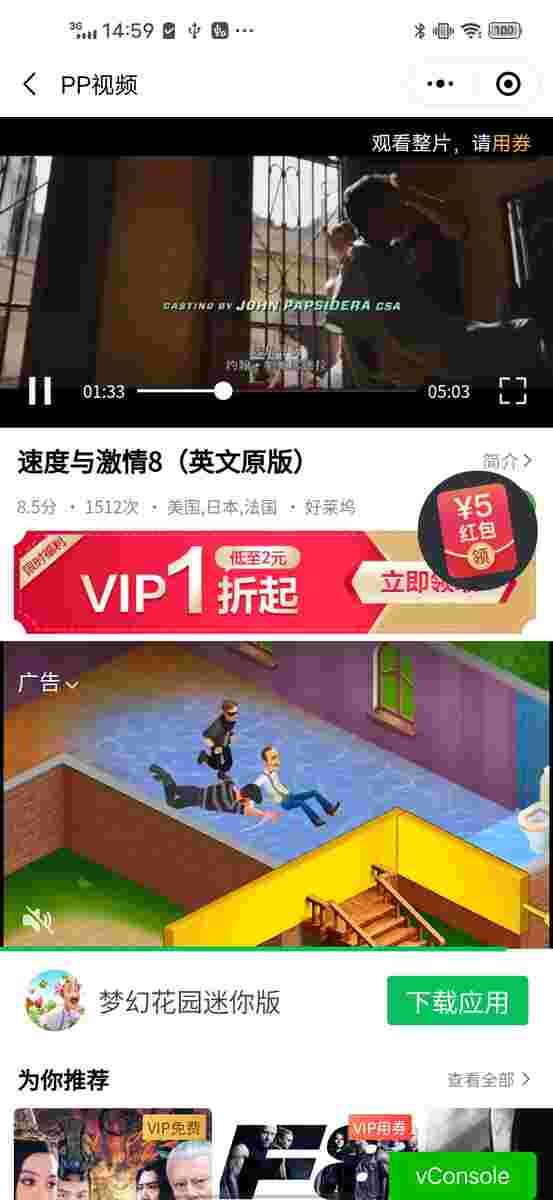 3G 14:59 100
PP视频
观看整片，请用券
CASTING BY JOHN PAPSIDERA CSA
01:33
05:03
速度与激情8（英文原版）
简介
8.5分 · 1512次 · 美国,日本,法国 · 好莱坞
¥5
红包
领
限时福利
VIP1折起
低至2元
立即领
广告
梦幻花园迷你版
下载应用
为你推荐
查看全部
VIP免费
VIP用券
F8
vConsole